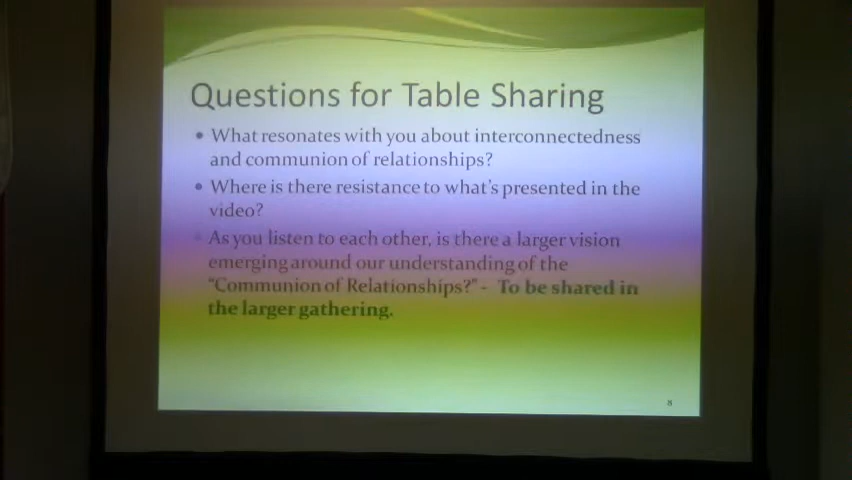 Questions for Table Sharing
• What resonates with you about interconnectedness
and communion of relationships?
• Where is there resistance to what's presented in the
video?
• As you listen to each other, is there a larger vision
emerging around our understanding of the
“Communion of Relationships?” - To be shared in
the larger gathering.
8